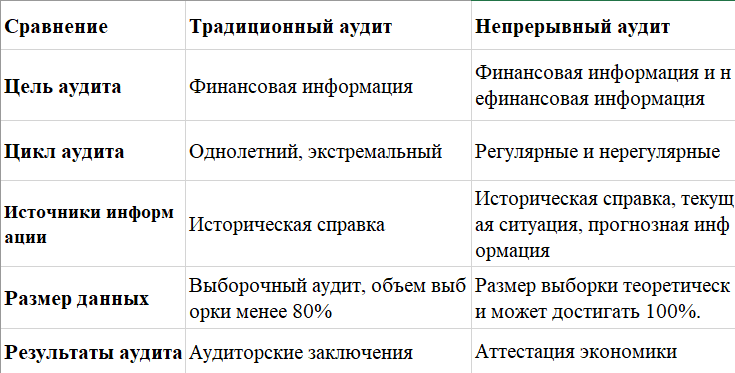 Сравнение
Традиционный аудит
Непрерывный аудит
Цель аудита
Финансовая информация
Финансовая информация и н
ефинансовая информация
Цикл аудита
Однолетний, экстремальный
Регулярные и нерегулярные
Источники информ
ации
Историческая справка
Историческая справка, текущ
ая ситуация, прогнозная инф
ормация
Размер данных
Выборочный аудит, объем выб
орки менее 80%
Размер выборки теоретическ
и может достигать 100%.
Результаты аудита
Аудиторские заключения
Аттестация экономики